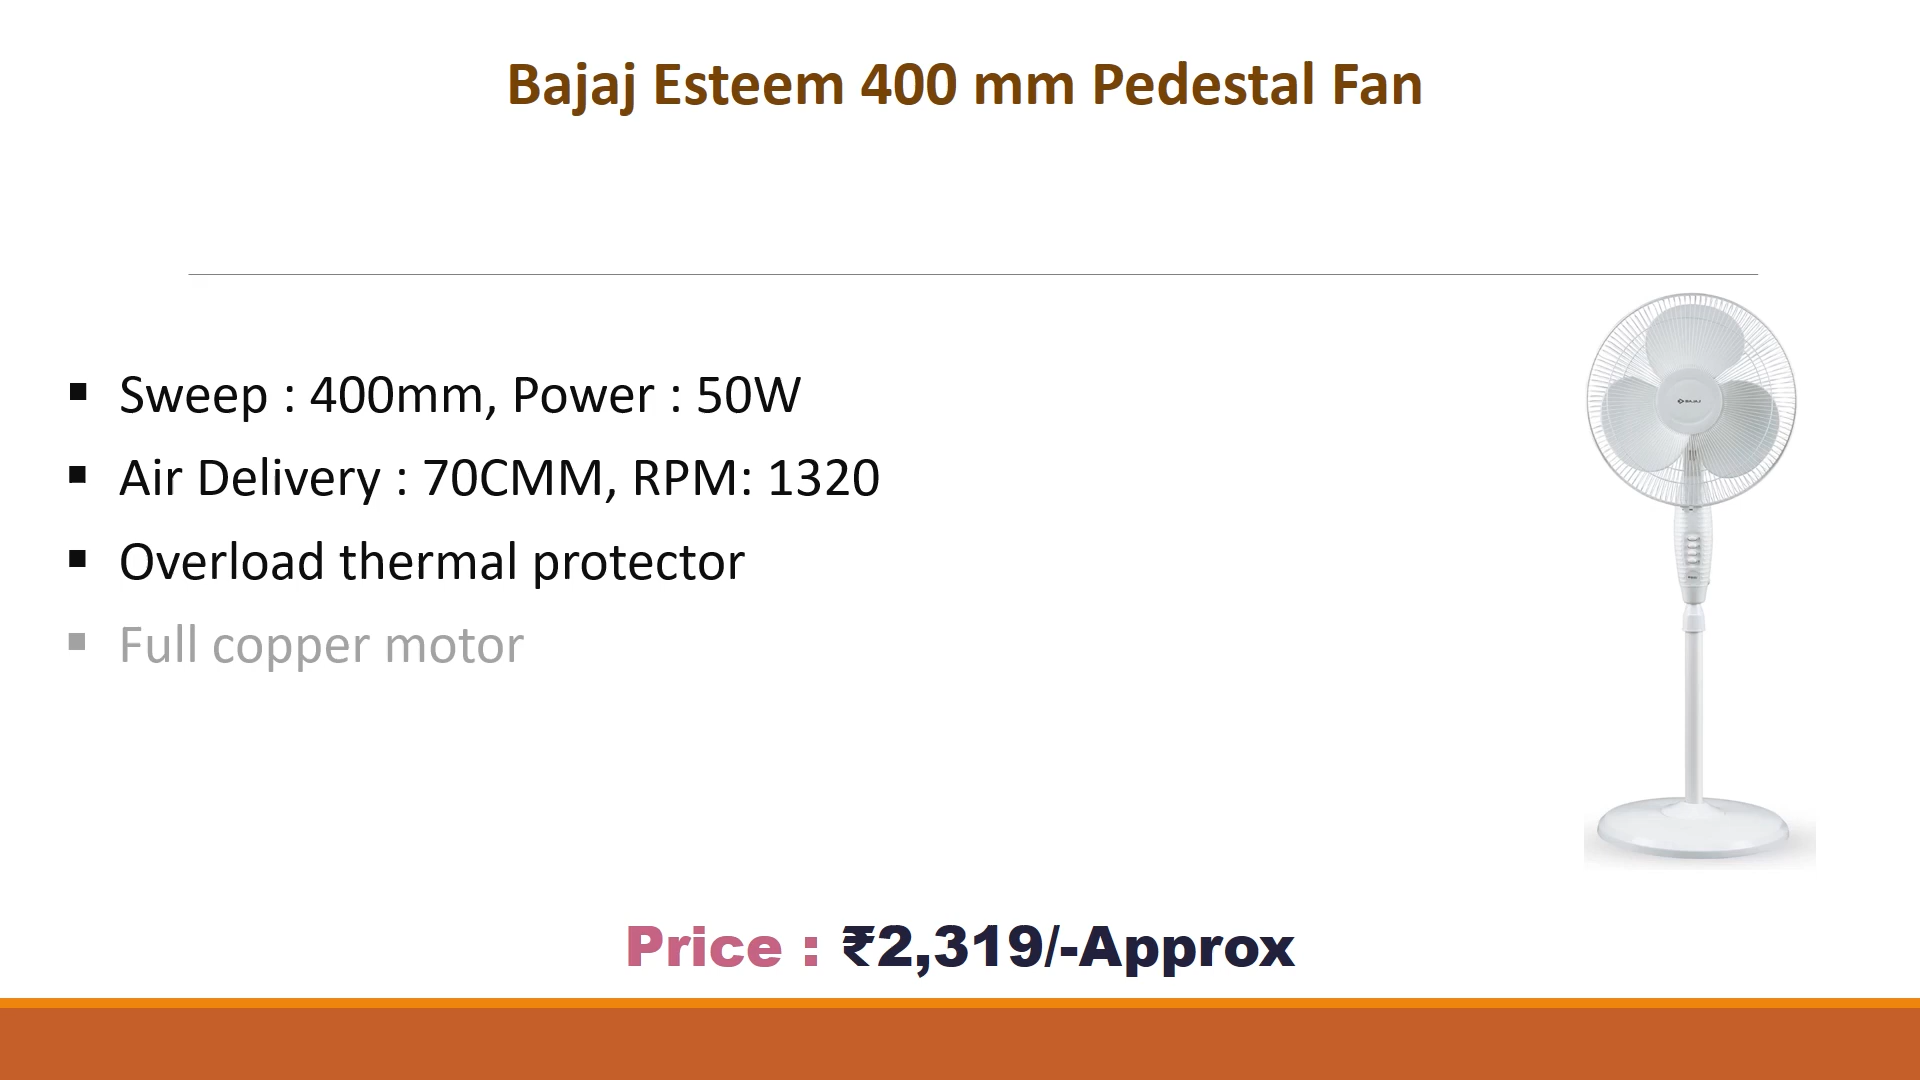 Bajaj Esteem 400 mm Pedestal Fan
▪ Sweep : 400mm, Power : 50W
▪ Air Delivery : 70CMM, RPM: 1320
▪ Overload thermal protector
▪ Full copper motor
BAJAJ
Price : ₹2,319/-Approx